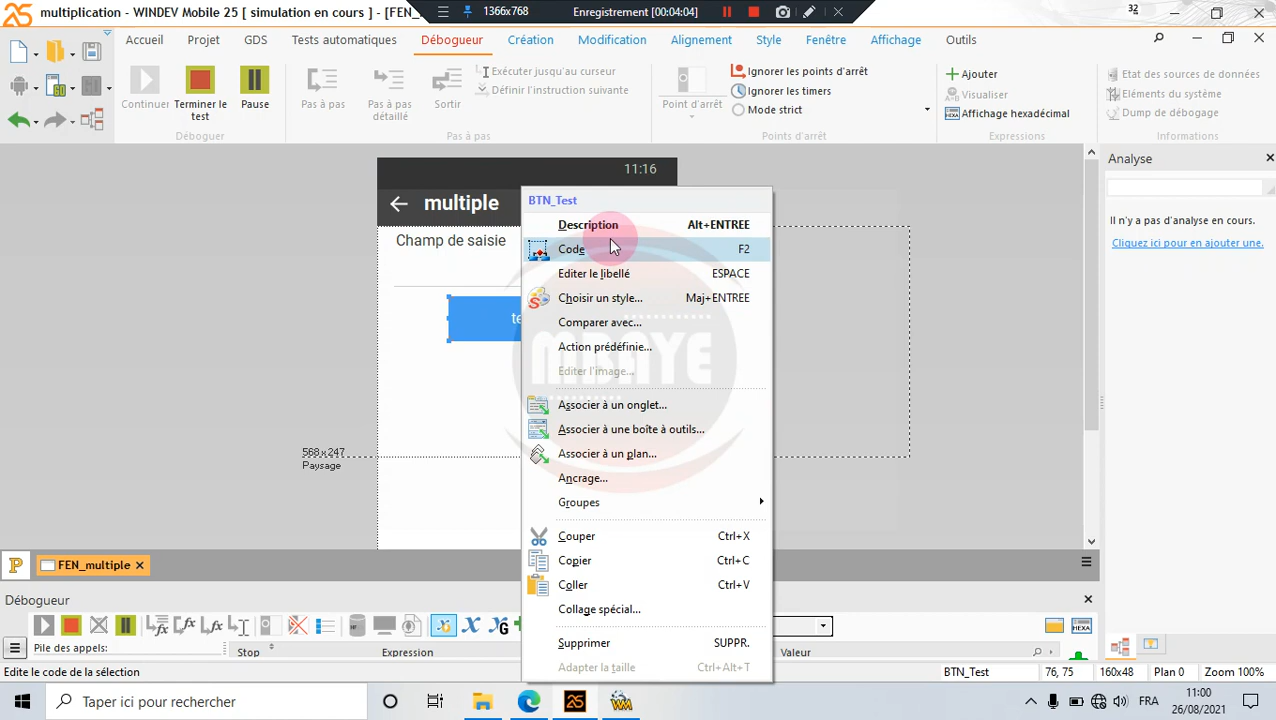 multiplication - WINDEV Mobile 25 [ simulation en cours ] - [FEN_
1366x768
Enregistrement [00:04:04]
32
Accueil
Projet
GDS
Tests automatiques
Débogueur
Création
Modification
Alignement
Style
Fenêtre
Affichage
Outils
Continuer
Terminer le test
Pause
Déboguer
Pas à pas
Pas à pas détaillé
Sortir
Exécuter jusqu'au curseur
Définir l'instruction suivante
Pas à pas
Point d'arrêt
Ignorer les points d'arrêt
Ignorer les timers
Mode strict
Points d'arrêt
Ajouter
Visualiser
Affichage hexadécimal
Expressions
Etat des sources de données
Eléments du système
Dump de débogage
Informations
11:16
multiple
Champ de saisie
te
568x247
Paysage
BTN_Test
Description Alt+ENTREE
Code F2
Editer le libellé ESPACE
Choisir un style... Maj+ENTREE
Comparer avec...
Action prédéfinie...
Editer l'image...
Associer à un onglet...
Associer à une boîte à outils...
Associer à un plan...
Ancrage...
Groupes
Couper Ctrl+X
Copier Ctrl+C
Coller Ctrl+V
Collage spécial...
Supprimer SUPPR.
Adapter la taille Ctrl+Alt+T
MBAYE
Analyse
Il n'y a pas d'analyse en cours.
Cliquez ici pour en ajouter une.
FEN_multiple
Débogueur
Pile des appels:
Stop
Expression
Valeur
Edite le code de la sélection
BTN_Test
76, 75
160x48
Plan 0
Zoom 100%
Taper ici pour rechercher
FRA
11:00
26/08/2021